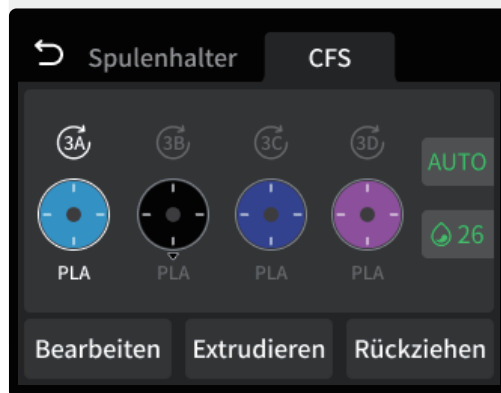 Spulenhalter CFS
3A 3B 3C 3D
AUTO
26
PLA PLA PLA PLA
Bearbeiten Extrudieren Rückziehen